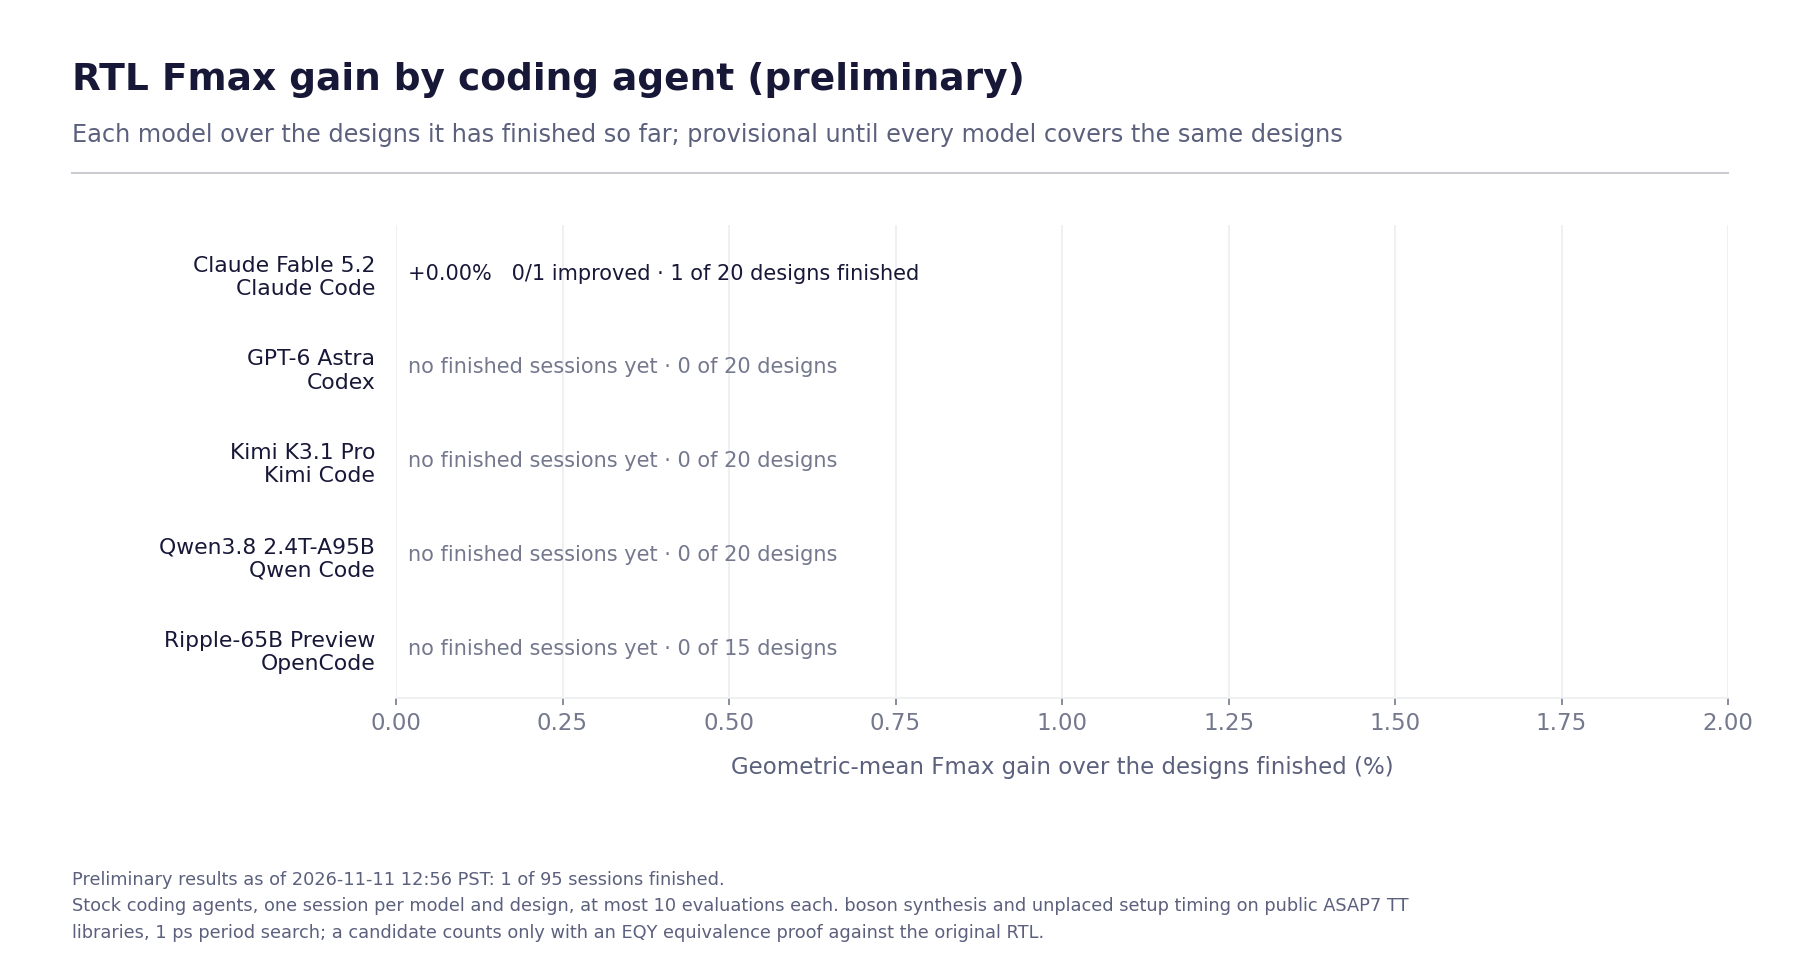 RTL Fmax gain by coding agent (preliminary)
Each model over the designs it has finished so far; provisional until every model covers the same designs
Claude Fable 5.2
Claude Code
+0.00%   0/1 improved · 1 of 20 designs finished
GPT-6 Astra
Codex
no finished sessions yet · 0 of 20 designs
Kimi K3.1 Pro
Kimi Code
no finished sessions yet · 0 of 20 designs
Qwen3.8 2.4T-A95B
Qwen Code
no finished sessions yet · 0 of 20 designs
Ripple-65B Preview
OpenCode
no finished sessions yet · 0 of 15 designs
0.00 0.25 0.50 0.75 1.00 1.25 1.50 1.75 2.00
Geometric-mean Fmax gain over the designs finished (%)
Preliminary results as of 2026-11-11 12:56 PST: 1 of 95 sessions finished.
Stock coding agents, one session per model and design, at most 10 evaluations each. boson synthesis and unplaced setup timing on public ASAP7 TT
libraries, 1 ps period search; a candidate counts only with an EQY equivalence proof against the original RTL.